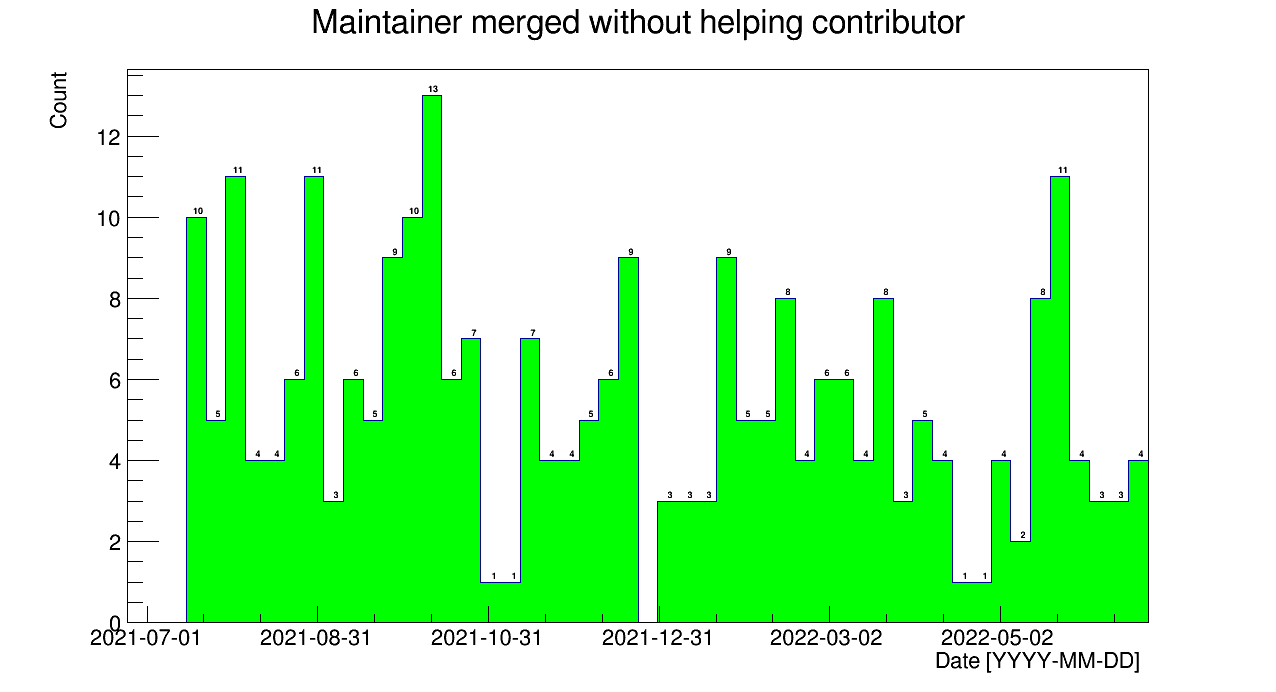 Maintainer merged without helping contributor
Count
13
12
11 11 11
10 10 10
9 9 9
8 8 8 8
7 7
6 6 6 6 6 6 6
5 5 5 5 5 5
4 4 4 4 4 4 4 4 4 4
3 3 3 3 3 3 3
2 2
1 1 1 1
0
2021-07-01 2021-08-31 2021-10-31 2021-12-31 2022-03-02 2022-05-02
Date [YYYY-MM-DD]